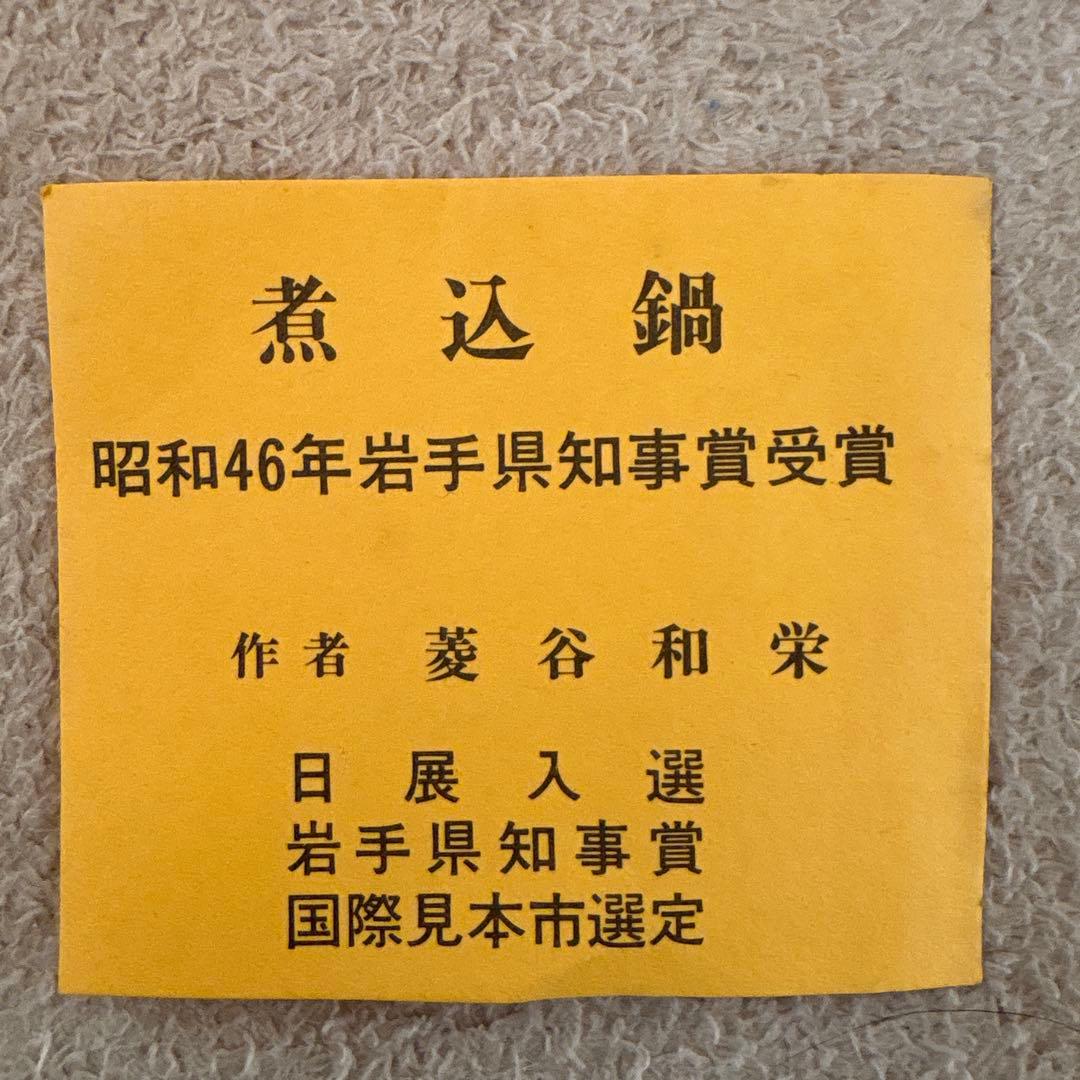 煮込鍋
昭和46年岩手県知事賞受賞
作者 菱谷和栄
日展入選
岩手県知事賞
国際見本市選定